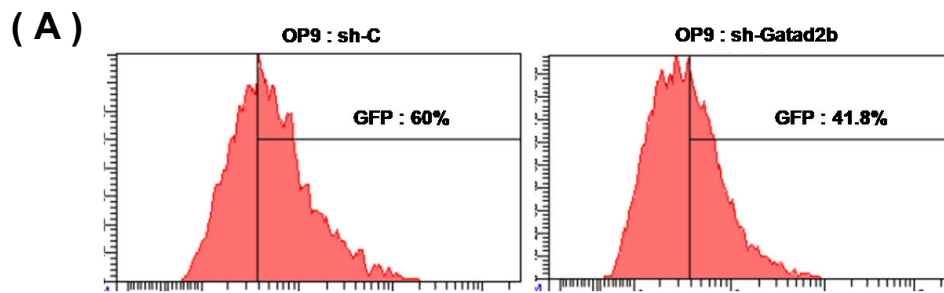 ( A )
OP9 : sh-C
OP9 : sh-Gatad2b
GFP : 60%
GFP : 41.8%